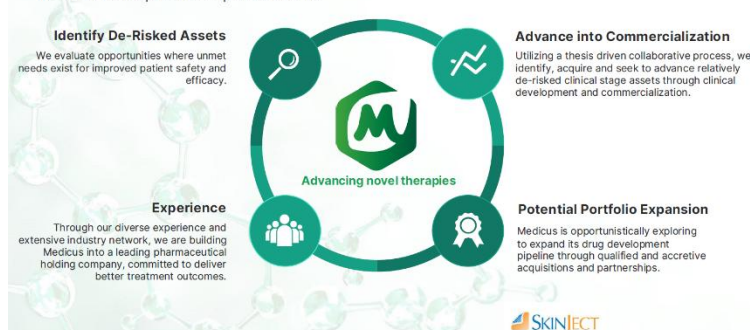 Identify De-Risked Assets
We evaluate opportunities where unmet
needs exist for improved patient safety and
efficacy.
Advance into Commercialization
Utilizing a thesis driven collaborative process, we
identify, acquire and seek to advance relatively
de-risked clinical stage assets through clinical
development and commercialization.
M
Advancing novel therapies
Experience
Through our diverse experience and
extensive industry network, we are building
Medicus into a leading pharmaceutical
holding company, committed to deliver
better treatment outcomes.
Potential Portfolio Expansion
Medicus is opportunistically exploring
to expand its drug development
pipeline through qualified and accretive
acquisitions and partnerships.
SKINJECT